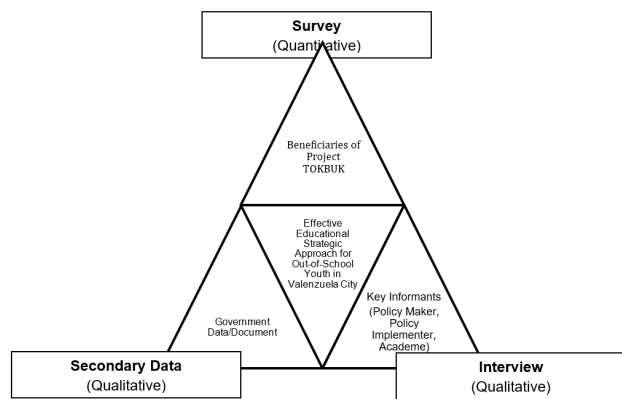 Survey
(Quantitative)
Beneficiaries of
Project
TOKBUK
Effective
Educational
Strategic
Approach for
Out-of-School
Youth in
Valenzuela City
Government
Data/Document
Key Informants
(Policy Maker,
Policy
Implementer,
Academe)
Secondary Data
(Qualitative)
Interview
(Qualitative)